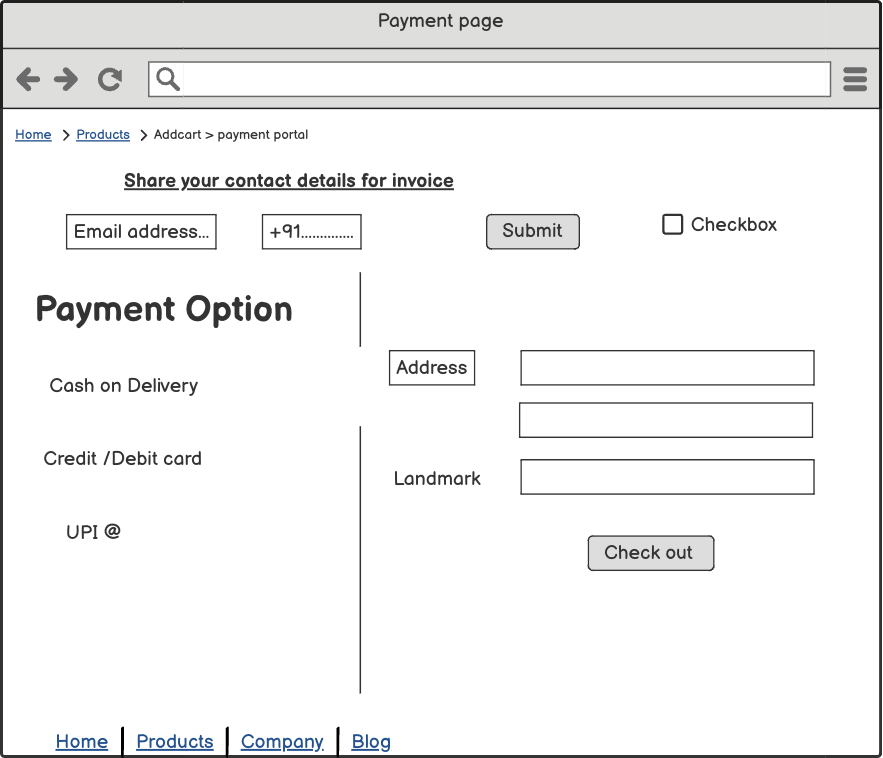 Payment page
Home > Products > Addcart > payment portal
Share your contact details for invoice
Email address... +91.............. Submit Checkbox
Payment Option
Address
Cash on Delivery
Credit /Debit card
Landmark
UPI @
Check out
Home Products Company Blog